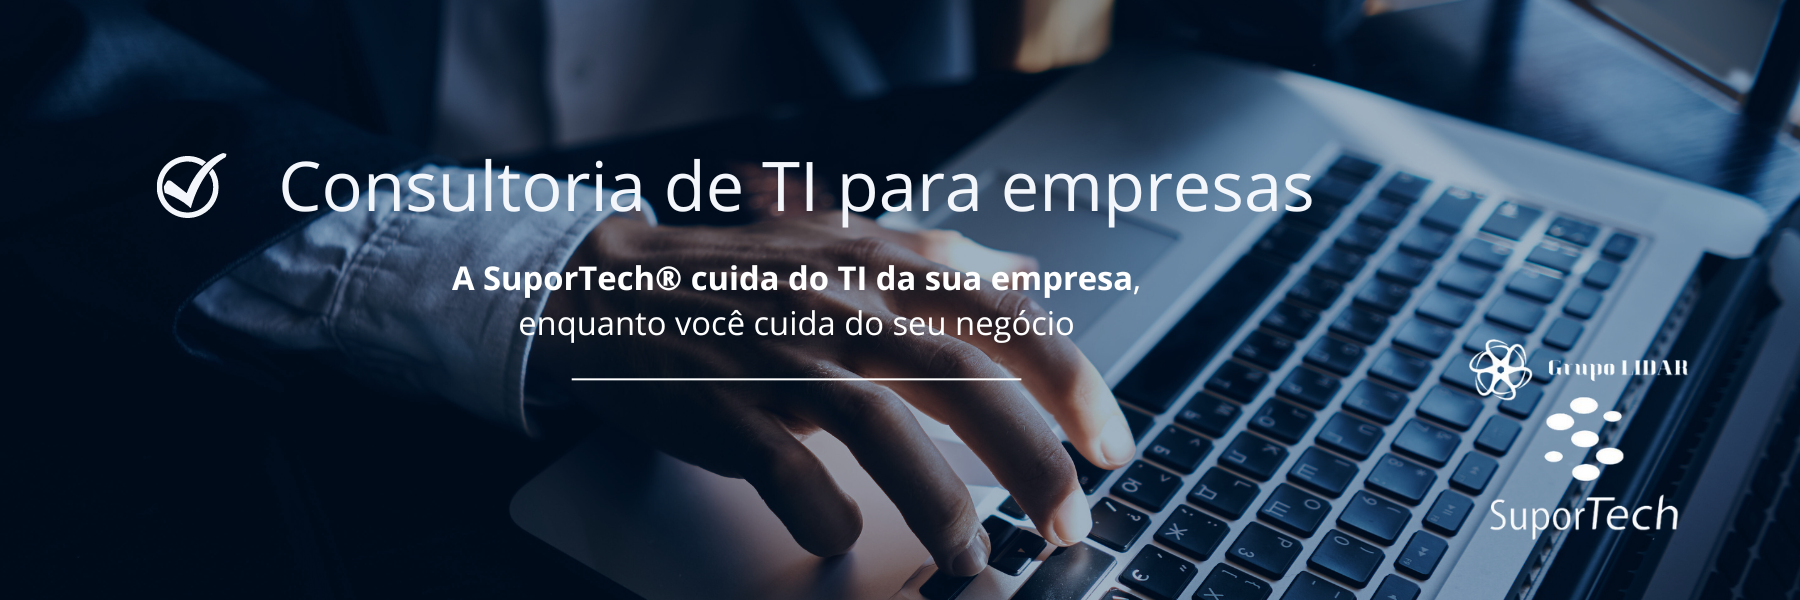 Consultoria de TI para empresas
A SuporTech® cuida do TI da sua empresa,
enquanto você cuida do seu negócio
Grupo LIDAR
SuporTech